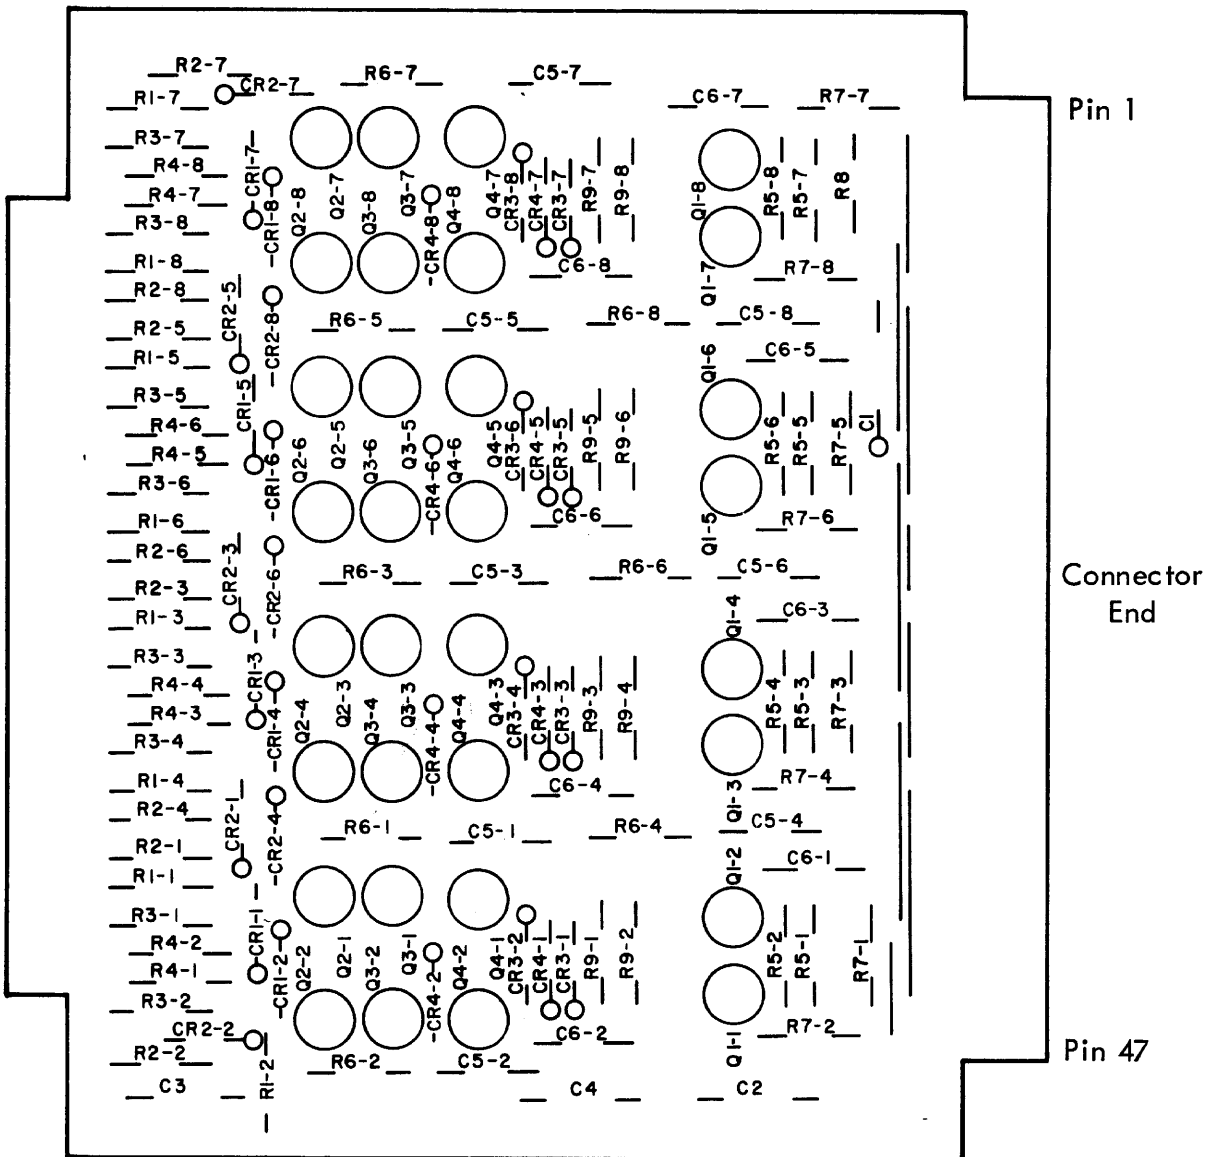 R2-7
CR2-7
R6-7
C5-7
C6-7
R7-7
Pin 1
R1-7
R3-7
R4-8
R4-7
R3-8
R1-8
R2-8
R2-5
R1-5
R3-5
R4-6
R4-5
R3-6
R1-6
R2-6
R2-3
R1-3
R3-3
R4-4
R4-3
R3-4
R1-4
R2-4
R2-1
R1-1
R3-1
R4-2
R4-1
R3-2
CR2-2
R2-2
C3
R1-2
CR1-7
CR1-8
Q2-8
Q2-7
Q3-8
Q3-7
CR4-8
Q4-8
Q4-7
CR3-8
CR4-7
CR3-7
R9-7
R9-8
C6-8
Q1-8
Q1-7
R5-8
R5-7
R8
R7-8
CR2-5
CR2-8
R6-5
C5-5
R6-8
C5-8
Q1-6
C6-5
CR1-5
CR1-6
Q2-6
Q2-5
Q3-6
Q3-5
CR4-6
Q4-6
Q4-5
CR3-6
CR4-5
CR3-5
R9-5
R9-6
C6-6
R5-6
R5-5
R7-5
C1
Q1-5
R7-6
CR2-3
CR2-6
R6-3
C5-3
R6-6
C5-6
Connector
End
Q1-4
C6-3
CR1-3
CR1-4
Q2-4
Q2-3
Q3-4
Q3-3
CR4-4
Q4-4
Q4-3
CR3-4
CR4-3
CR3-3
R9-3
R9-4
C6-4
R5-4
R5-3
R7-3
Q1-3
R7-4
CR2-1
CR2-4
R6-1
C5-1
R6-4
C5-4
Q1-2
C6-1
CR1-1
CR1-2
Q2-2
Q2-1
Q3-2
Q3-1
CR4-2
Q4-2
Q4-1
CR3-2
CR4-1
CR3-1
R9-1
R9-2
C6-2
R5-2
R5-1
R7-1
Q1-1
R7-2
Pin 47
R6-2
C5-2
C4
C2